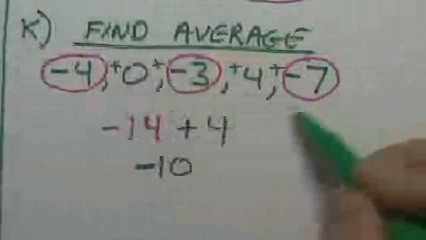 K) FIND AVERAGE
-4, +0, +-3, +4, +-7
-14 + 4
-10